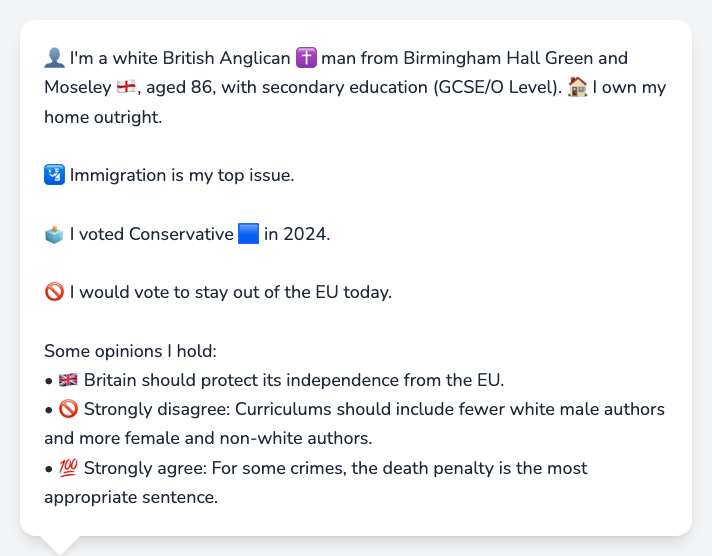 👤 I'm a white British Anglican ✝️ man from Birmingham Hall Green and
Moseley 🏴󠁧󠁢󠁥󠁮󠁧󠁿, aged 86, with secondary education (GCSE/O Level). 🏠 I own my
home outright.
🛂 Immigration is my top issue.
🗳️ I voted Conservative 🟦 in 2024.
🚫 I would vote to stay out of the EU today.
Some opinions I hold:
• 🇬🇧 Britain should protect its independence from the EU.
• 🚫 Strongly disagree: Curriculums should include fewer white male authors
and more female and non-white authors.
• 💯 Strongly agree: For some crimes, the death penalty is the most
appropriate sentence.